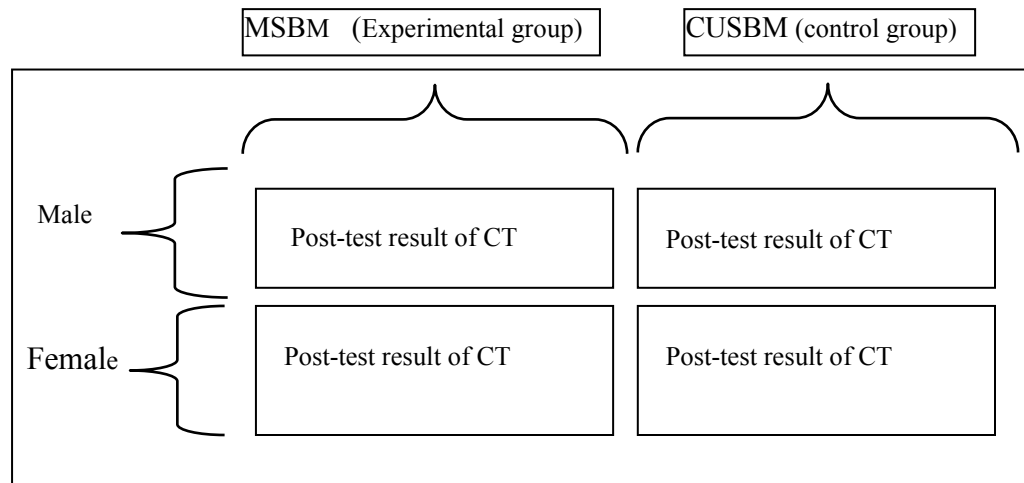 MSBM (Experimental group)
CUSBM (control group)
Male
Post-test result of CT
Post-test result of CT
Female
Post-test result of CT
Post-test result of CT